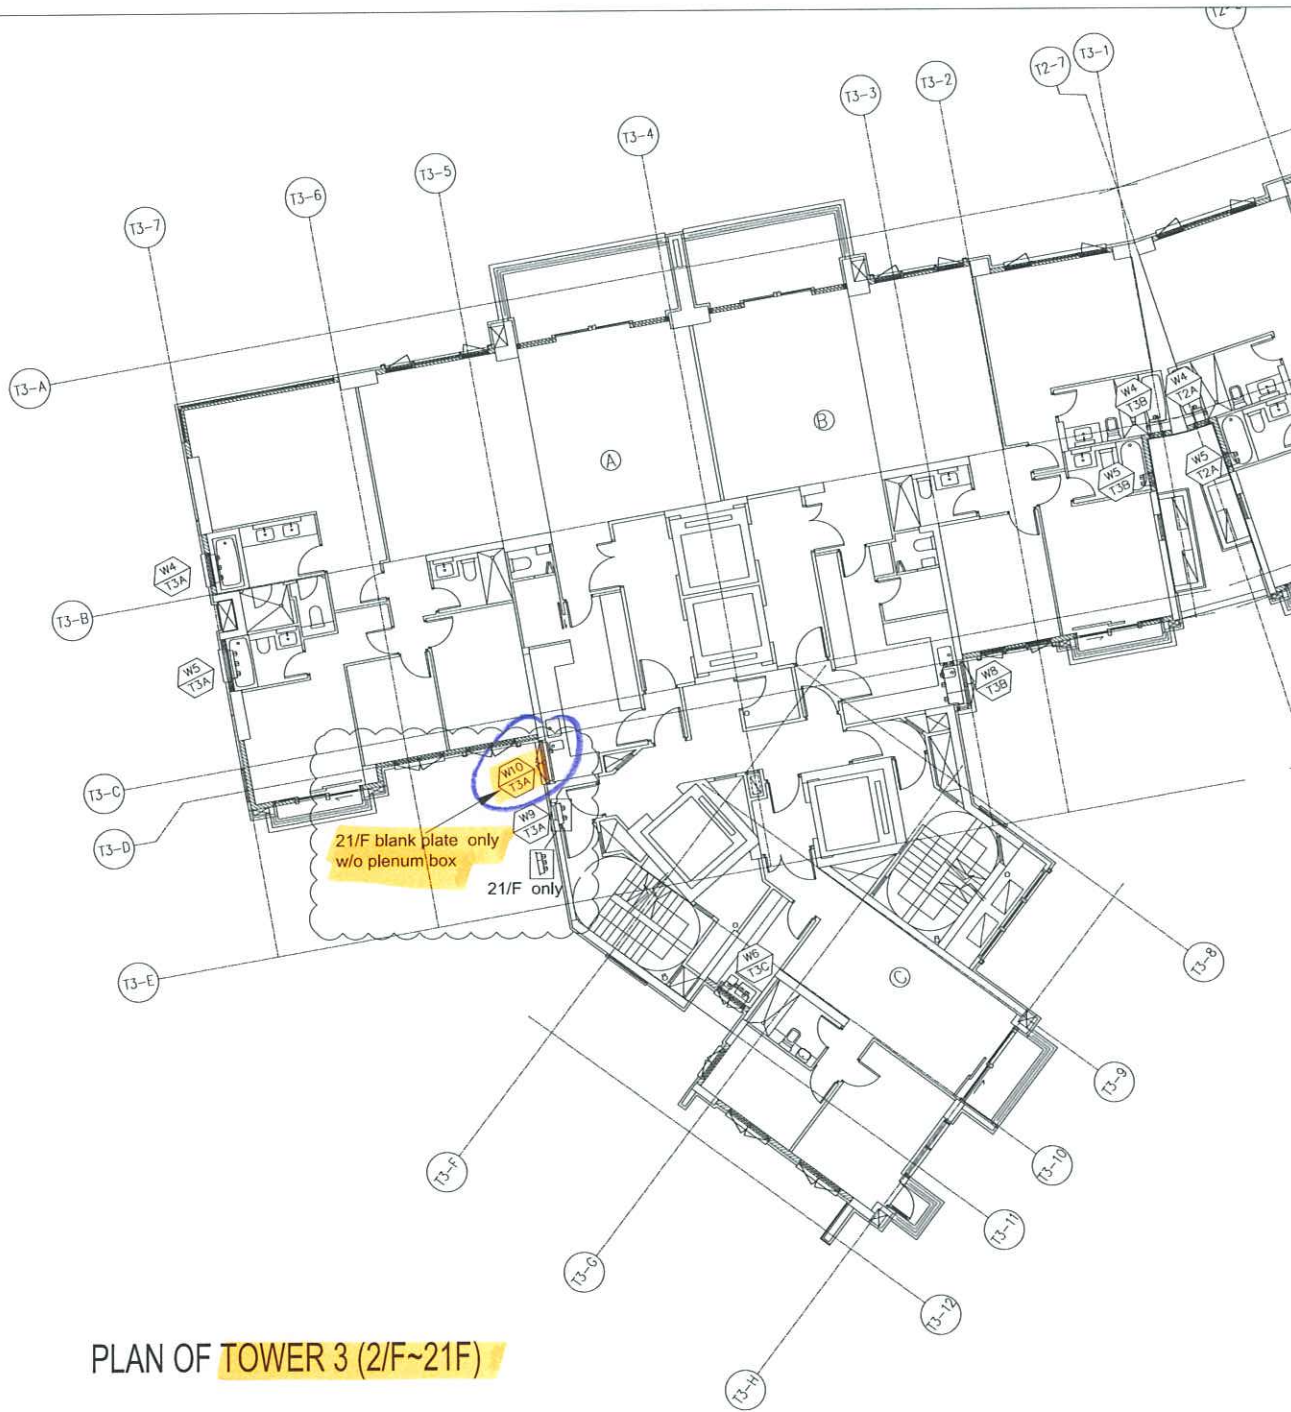 T2-7
T3-1
T3-2
T3-3
T3-4
T3-5
T3-6
T3-7
T3-A
B
A
W4
T3B
W4
T2A
W5
T3B
W5
T2A
W4
T3A
T3-B
W5
T3A
W8
T3B
W10
T3A
T3-C
W9
T3A
T3-D
21/F blank plate only
w/o plenum box
21/F only
T3-E
W6
T3C
C
T3-8
T3-9
T3-10
T3-F
T3-11
T3-G
T3-12
T3-H
PLAN OF TOWER 3 (2/F~21F)